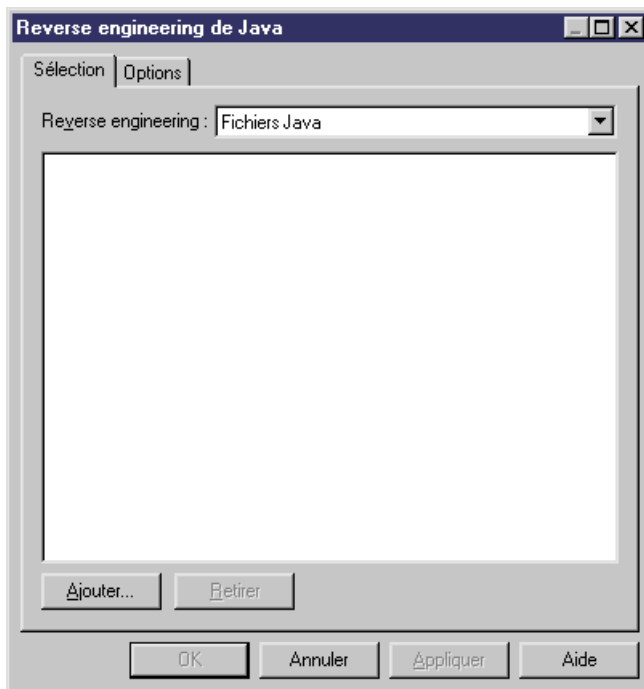 Reverse engineering de Java
Sélection Options
Reverse engineering : Fichiers Java
Ajouter... Retirer
OK Annuler Appliquer Aide